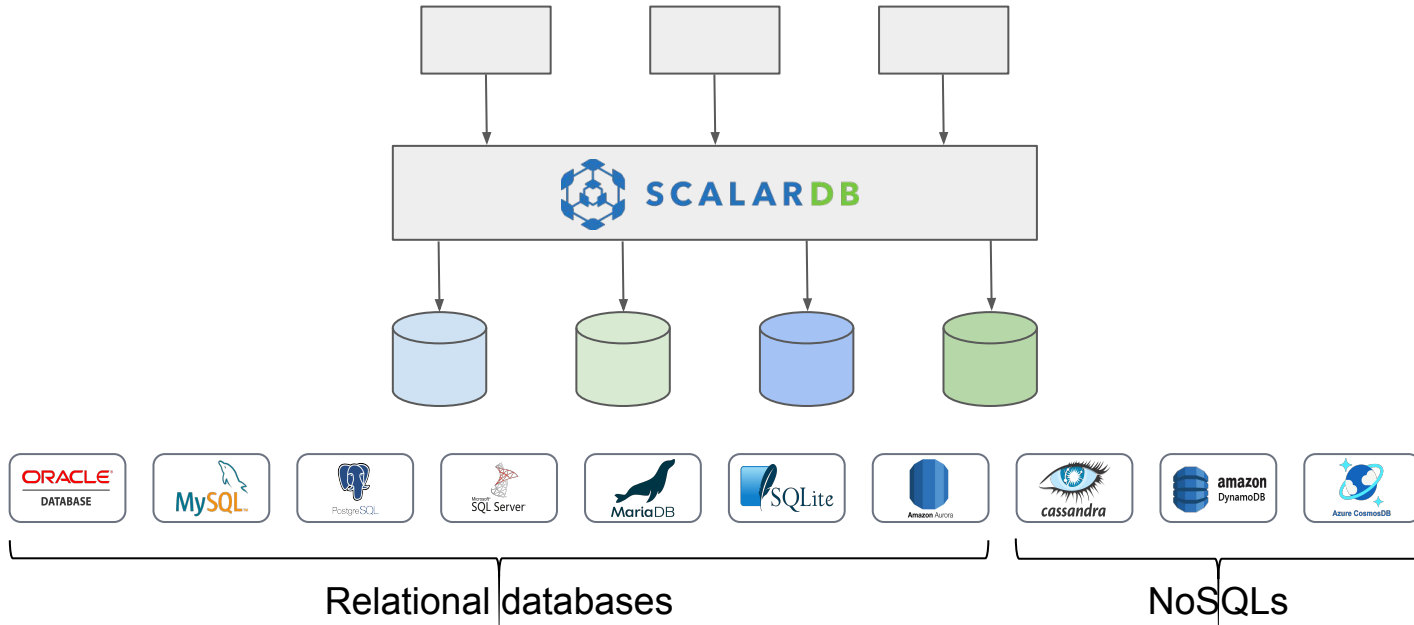 SCALARDB
ORACLE
DATABASE
MySQL
PostgreSQL
Microsoft
SQL Server
MariaDB
SQLite
Amazon Aurora
cassandra
amazon
DynamoDB
Azure CosmosDB
Relational databases
NoSQLs